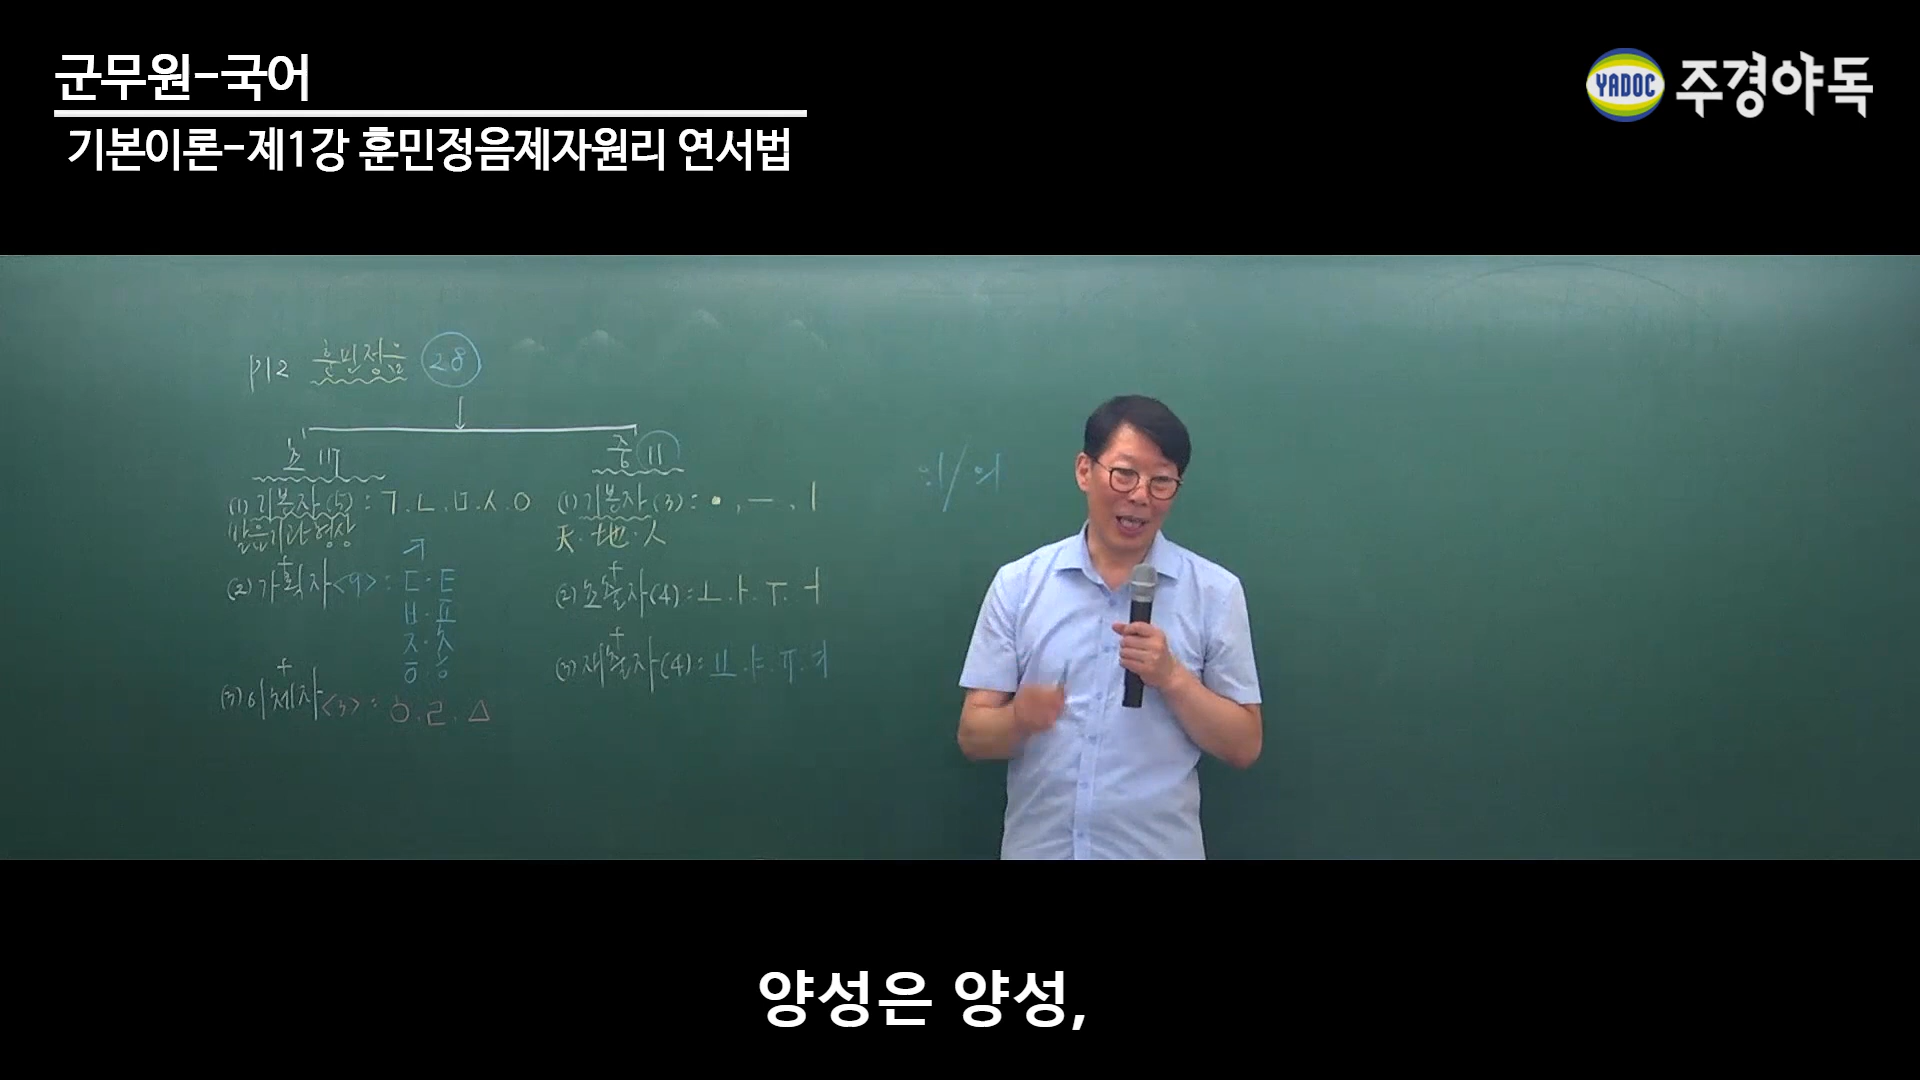 군무원-국어
기본이론-제1강 훈민정음제자원리 연서법
YADOC 주경야독
P12 훈민정음 28
초 17
중 11
(1) 기본자(5) : ㄱ.ㄴ.ㅁ.ㅅ.ㅇ
발음기관 형상
ㅋ
+
(2) 가획자<9> : ㄷ.ㅌ
ㅂ.ㅍ
ㅈ.ㅊ
ㆆ.ㅎ
+
(3) 이체자<3> : ㆁ.ㄹ.ㅿ
(1) 기본자(3) : •, ㅡ, ㅣ
天.地.人
+
(2) 초출자(4) : ㅗ.ㅏ.ㅜ.ㅓ
+
(3) 재출자(4) : ㅛ.ㅑ.ㅠ.ㅕ
양성은 양성,